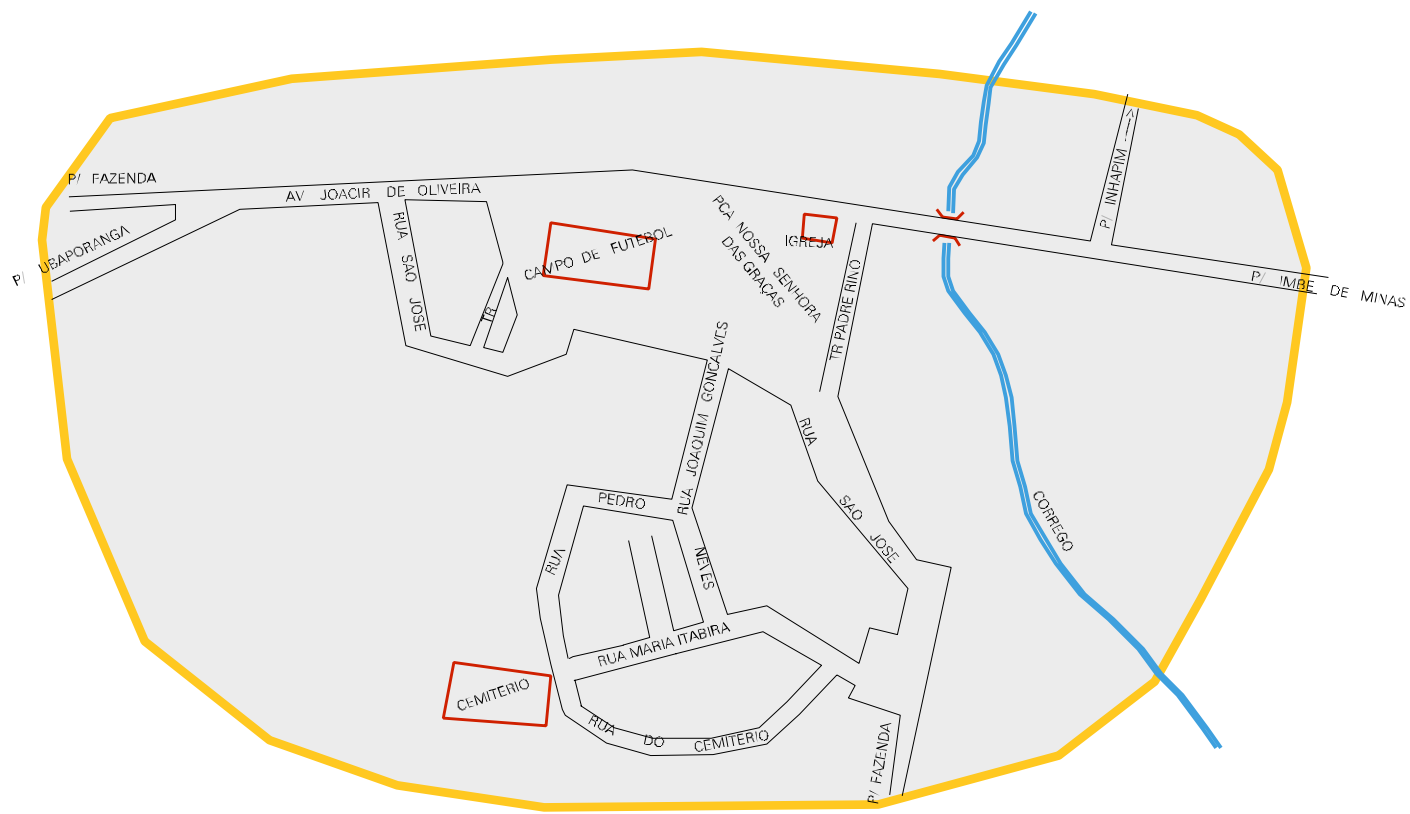 P/ FAZENDA
AV JOACIR DE OLIVEIRA
P/ UBAPORANGA
RUA SAO JOSE
TR
CAMPO DE FUTEBOL
PCA NOSSA SENHORA
DAS GRAÇAS
IGREJA
TR PADRE RINO
P/ INHAPIM ---->
P/ IMBE DE MINAS
RUA JOAQUIM GONCALVES
RUA SAO JOSE
CORREGO
RUA PEDRO NEVES
RUA MARIA ITABIRA
CEMITERIO
RUA DO CEMITERIO
P/ FAZENDA